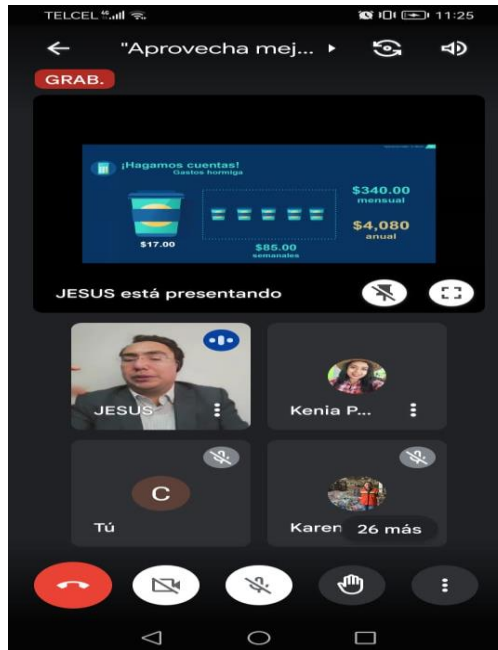 TELCEL 4G 11:25
"Aprovecha mej...
GRAB.
¡Hagamos cuentas!
Gastos hormiga
$340.00
mensual
$4,080
anual
$17.00
$85.00
semanales
JESUS está presentando
JESUS
Kenia P...
C
Tú
Karen
26 más